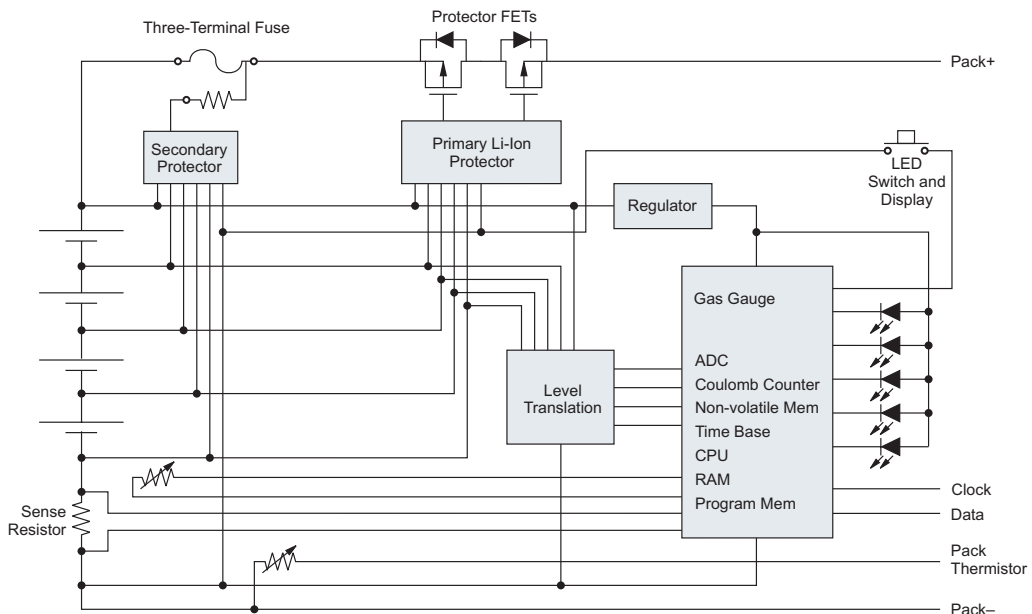 Protector FETs
Three-Terminal Fuse
Pack+
Secondary
Protector
Primary Li-Ion
Protector
LED
Switch and
Display
Regulator
Gas Gauge
ADC
Coulomb Counter
Non-volatile Mem
Time Base
CPU
RAM
Program Mem
Level
Translation
Sense
Resistor
Clock
Data
Pack
Thermistor
Pack–